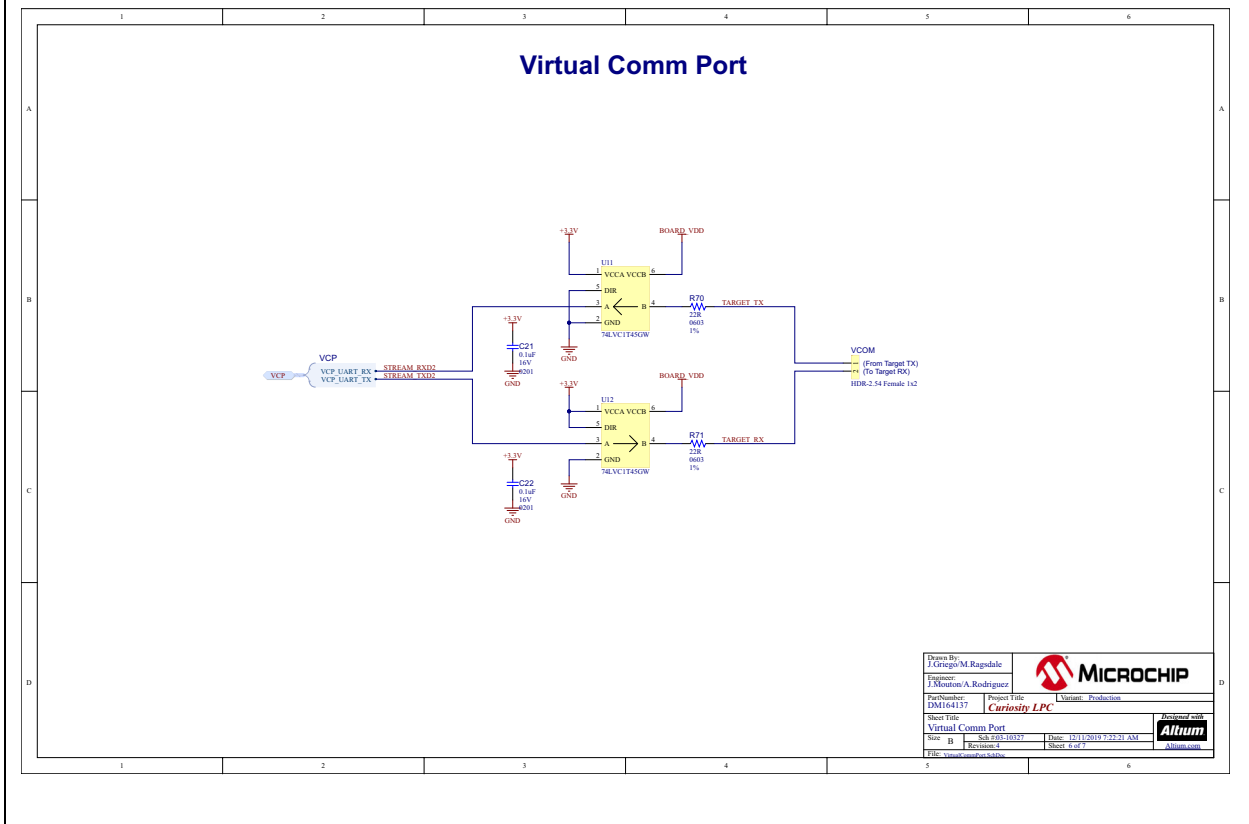 1 2 3 4 5 6
Virtual Comm Port
A A
B B
C C
D D
+3.3V BOARD_VDD
U11
1 VCCA VCCB 6
5 DIR
3 A B 4
2 GND
74LVC1T45GW
GND
R70
22R
0603
1%
TARGET_TX
+3.3V
C21
0.1uF
16V
0201
GND
VCP
VCP
VCP_UART_RX STREAM_RXD2
VCP_UART_TX STREAM_TXD2
VCOM
1 (From Target TX)
2 (To Target RX)
HDR-2.54 Female 1x2
+3.3V BOARD_VDD
U12
1 VCCA VCCB 6
5 DIR
3 A B 4
2 GND
74LVC1T45GW
GND
R71
22R
0603
1%
TARGET_RX
+3.3V
C22
0.1uF
16V
0201
GND
Drawn By:
J.Griego/M.Ragsdale
Engineer:
J.Mouton/A.Rodriguez
MICROCHIP
PartNumber:
DM164137
Project Title
Curiosity LPC
Variant: Production
Sheet Title
Virtual Comm Port
Designed with
Altium
Altium.com
Size B
Sch #:03-10327
Date: 12/11/2019 7:22:21 AM
Revision:4
Sheet 6 of 7
File: VirtualCommPort.SchDoc
1 2 3 4 5 6